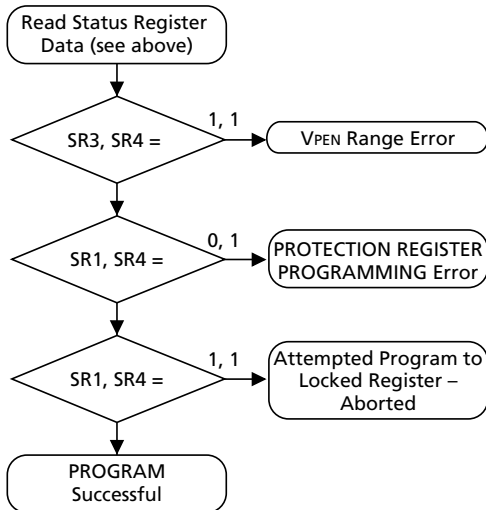 Read Status Register
Data (see above)
1, 1
SR3, SR4 =
VPEN Range Error
0, 1
SR1, SR4 =
PROTECTION REGISTER
PROGRAMMING Error
1, 1
SR1, SR4 =
Attempted Program to
Locked Register –
Aborted
PROGRAM
Successful